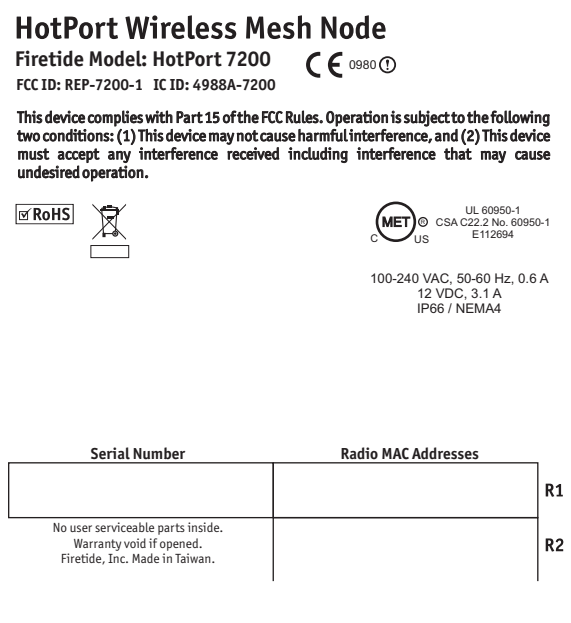 HotPort Wireless Mesh Node
Firetide Model: HotPort 7200
CE 0980
FCC ID: REP-7200-1 IC ID: 4988A-7200
This device complies with Part 15 of the FCC Rules. Operation is subject to the following
two conditions: (1) This device may not cause harmful interference, and (2) This device
must accept any interference received including interference that may cause
undesired operation.
RoHS
C MET ® US
UL 60950-1
CSA C22.2 No. 60950-1
E112694
100-240 VAC, 50-60 Hz, 0.6 A
12 VDC, 3.1 A
IP66 / NEMA4
Serial Number
Radio MAC Addresses
R1
No user serviceable parts inside.
Warranty void if opened.
Firetide, Inc. Made in Taiwan.
R2